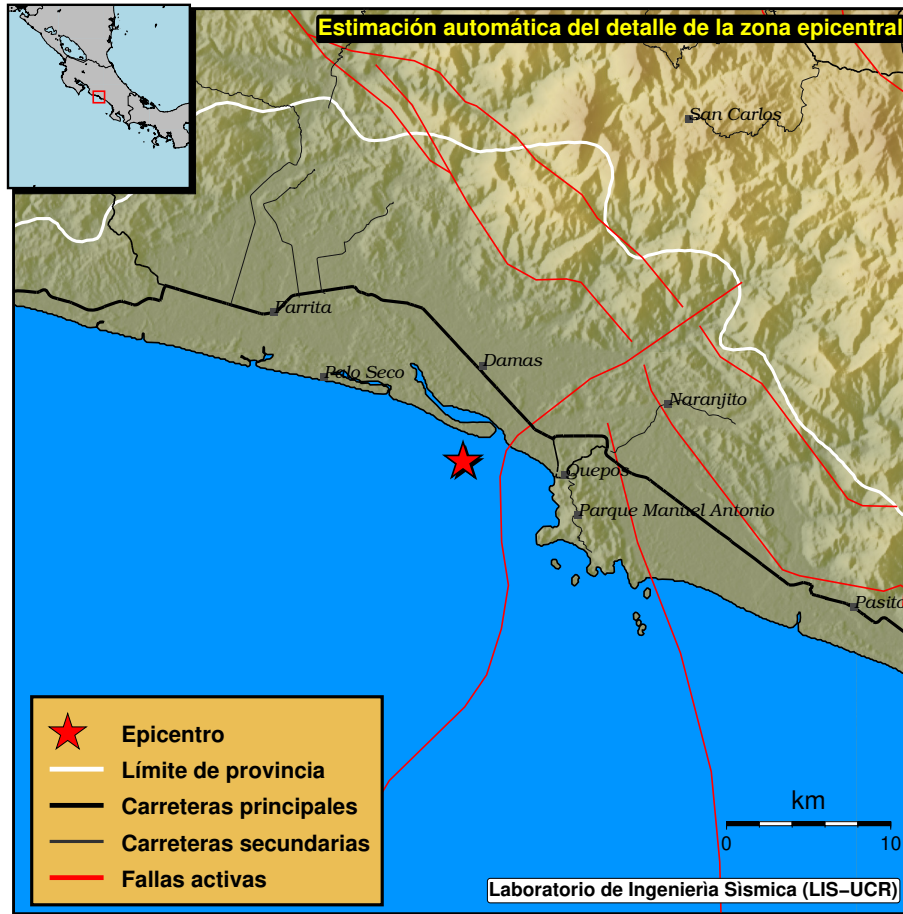 Estimación automática del detalle de la zona epicentral
San Carlos
Parrita
Damas
Palo Seco
Naranjito
Quepos
Parque Manuel Antonio
Pasito
Epicentro
Límite de provincia
Carreteras principales
Carreteras secundarias
Fallas activas
km
0
10
Laboratorio de Ingenierìa Sìsmica (LIS–UCR)